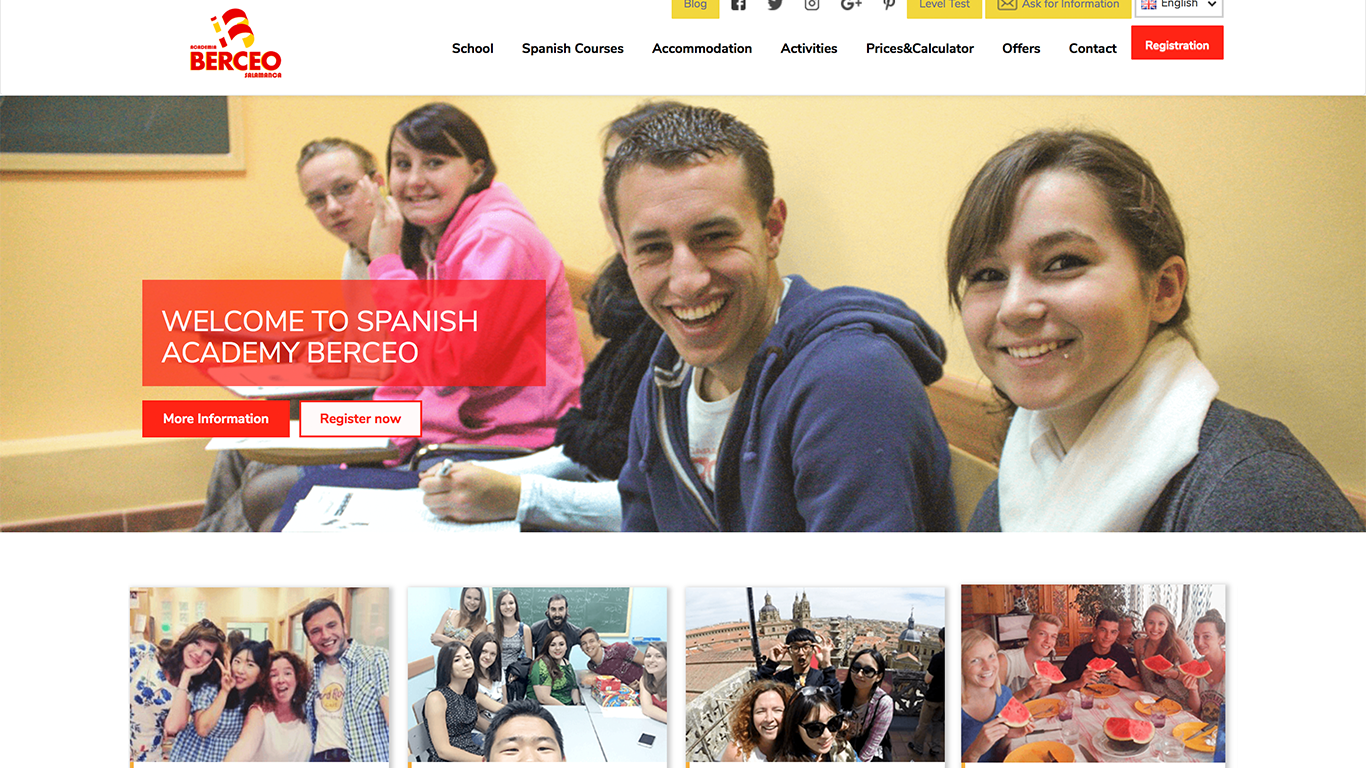 Blog
Level Test
Ask for Information
English
ACADEMIA
BERCEO
SALAMANCA
School
Spanish Courses
Accommodation
Activities
Prices&Calculator
Offers
Contact
Registration
WELCOME TO SPANISH
ACADEMY BERCEO
More Information
Register now